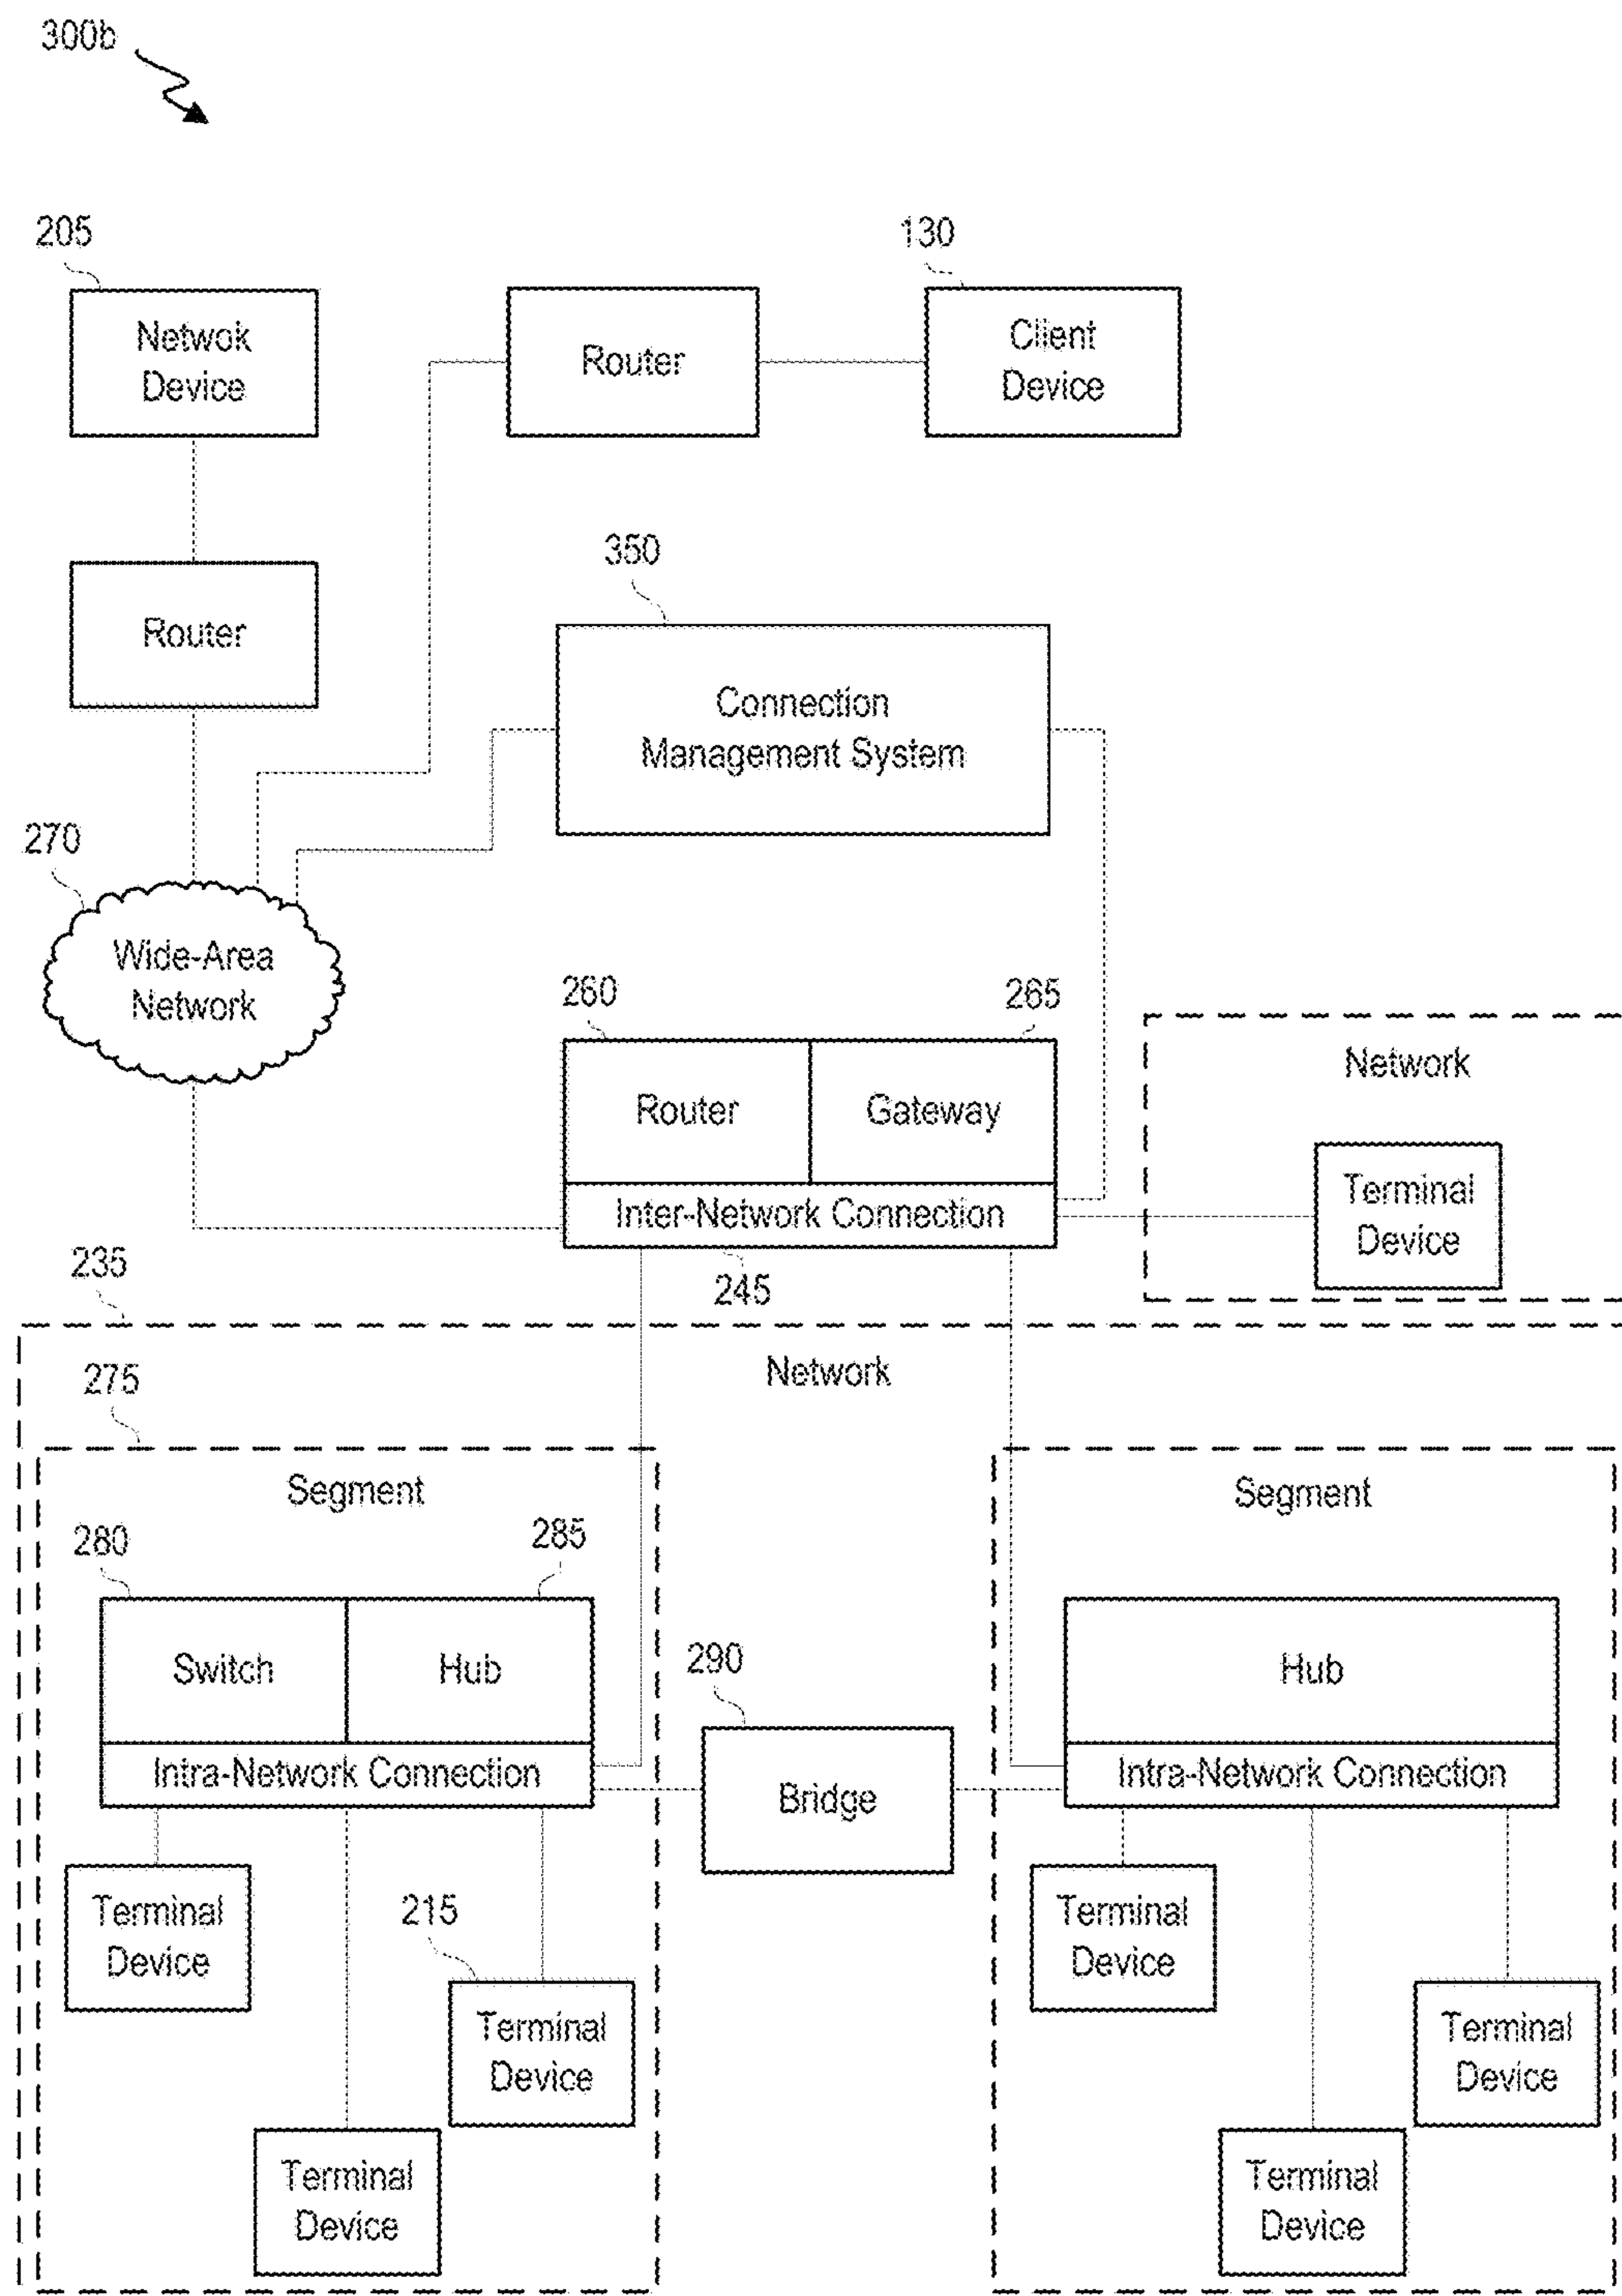 300b
205
130
Netwok
Device
Router
Client
Device
350
Router
Connection
Management System
270
Wide-Area
Network
260
265
Router
Gateway
Inter-Network Connection
245
Network
Terminal
Device
235
Network
275
Segment
Segment
280
285
Switch
Hub
Intra-Network Connection
290
Bridge
Hub
Intra-Network Connection
Terminal
Device
215
Terminal
Device
Terminal
Device
Terminal
Device
Terminal
Device
Terminal
Device